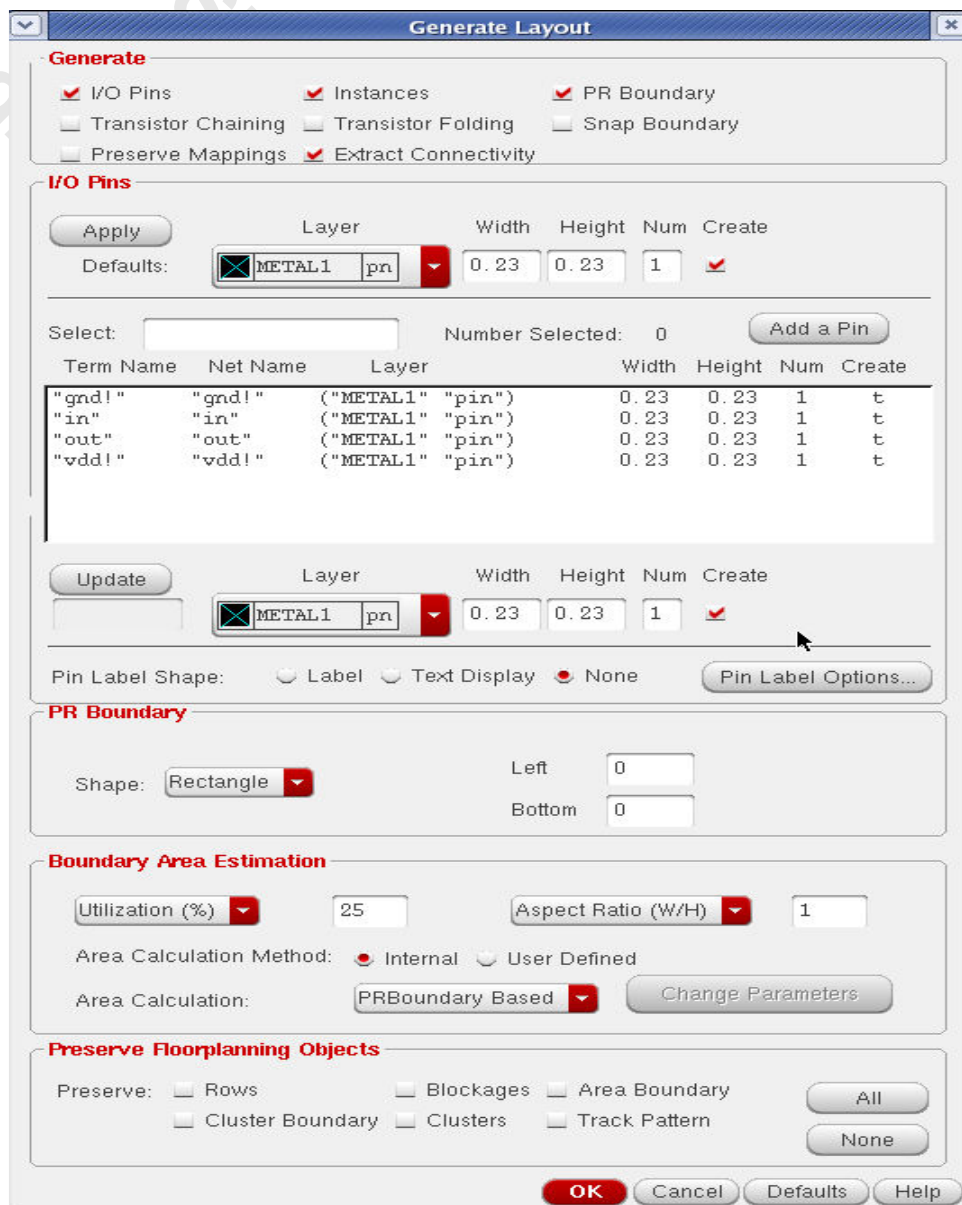 Generate Layout
Generate
I/O Pins Instances PR Boundary
Transistor Chaining Transistor Folding Snap Boundary
Preserve Mappings Extract Connectivity
I/O Pins
Apply Layer Width Height Num Create
Defaults: METAL1 pn 0.23 0.23 1
Select: Number Selected: 0 Add a Pin
Term Name Net Name Layer Width Height Num Create
"gnd!" "gnd!" ("METAL1" "pin") 0.23 0.23 1 t
"in" "in" ("METAL1" "pin") 0.23 0.23 1 t
"out" "out" ("METAL1" "pin") 0.23 0.23 1 t
"vdd!" "vdd!" ("METAL1" "pin") 0.23 0.23 1 t
Update Layer Width Height Num Create
METAL1 pn 0.23 0.23 1
Pin Label Shape: Label Text Display None Pin Label Options...
PR Boundary
Shape: Rectangle Left 0
Bottom 0
Boundary Area Estimation
Utilization (%) 25 Aspect Ratio (W/H) 1
Area Calculation Method: Internal User Defined
Area Calculation: PRBoundary Based Change Parameters
Preserve Floorplanning Objects
Preserve: Rows Blockages Area Boundary All
Cluster Boundary Clusters Track Pattern None
OK Cancel Defaults Help